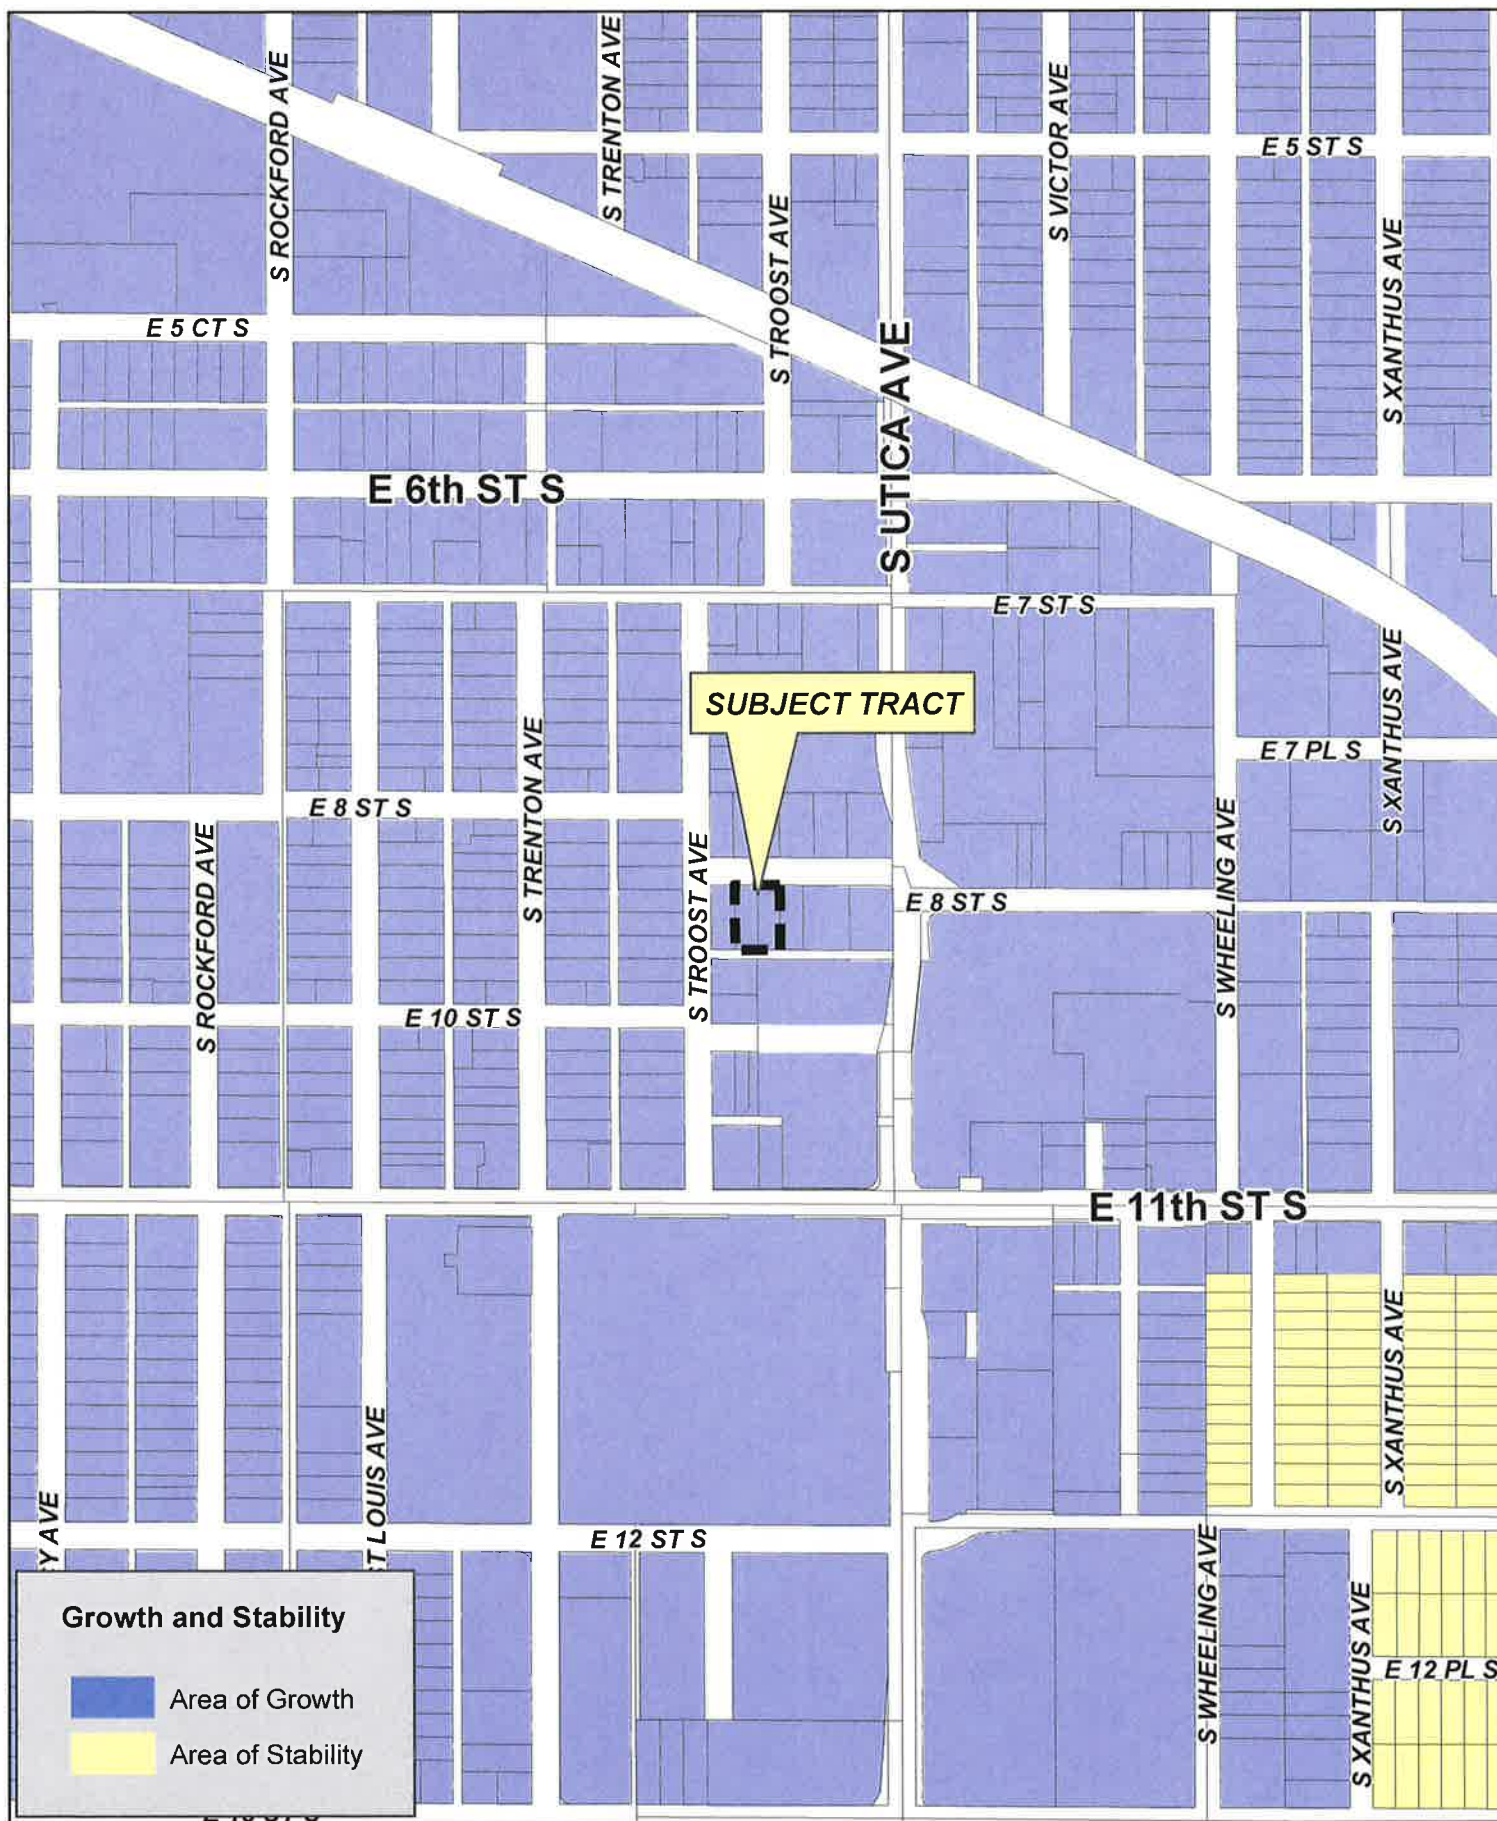 S ROCKFORD AVE
S TRENTON AVE
S VICTOR AVE
E 5 ST S
S TROOST AVE
S XANTHUS AVE
E 5 CT S
S UTICA AVE
E 6th ST S
E 7 ST S
SUBJECT TRACT
S XANTHUS AVE
E 7 PL S
E 8 ST S
S TRENTON AVE
S WHEELING AVE
S ROCKFORD AVE
S TROOST AVE
E 8 ST S
E 10 ST S
E 11th ST S
S XANTHUS AVE
LOUIS AVE
Y AVE
E 12 ST S
S WHEELING AVE
S XANTHUS AVE
E 12 PL S
Growth and Stability
Area of Growth
Area of Stability